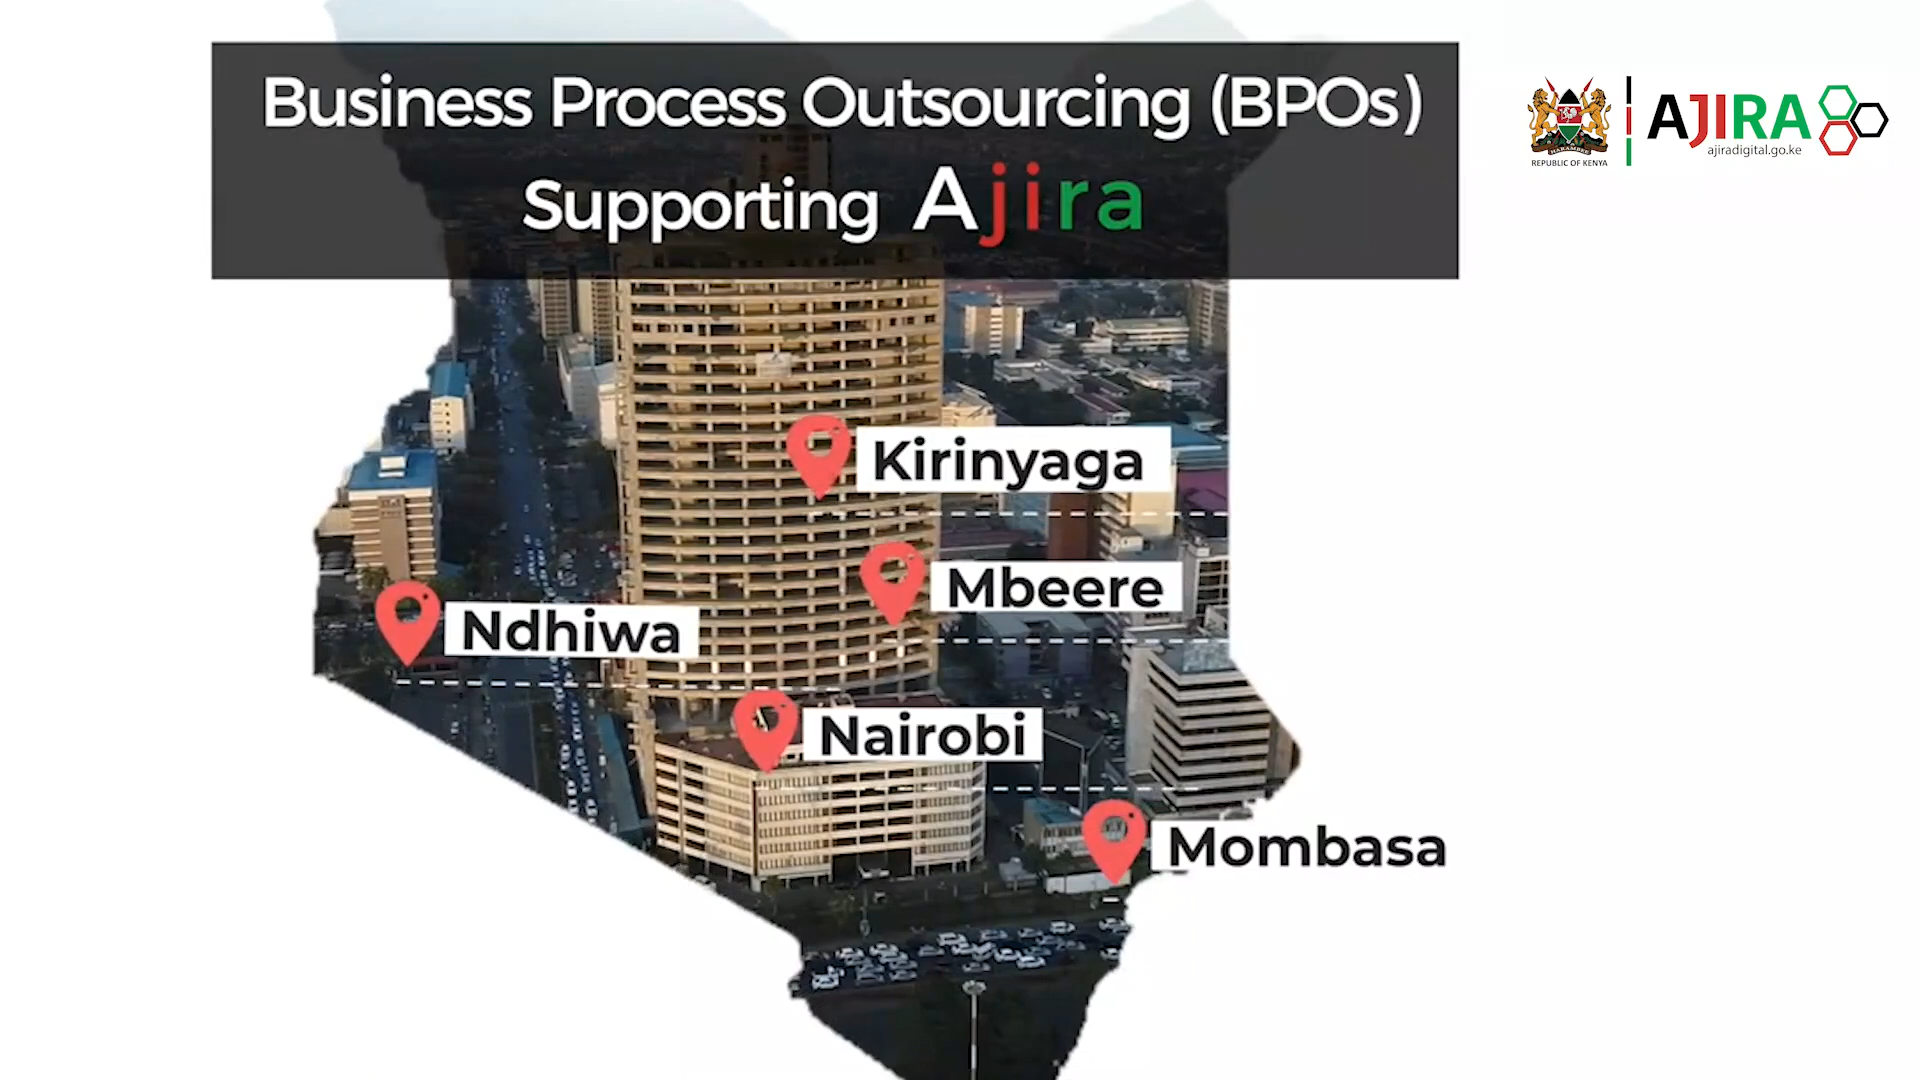 Business Process Outsourcing (BPOs)
Supporting Ajira
REPUBLIC OF KENYA
AJIRA
ajiradigital.go.ke
Kirinyaga
Mbeere
Ndhiwa
Nairobi
Mombasa